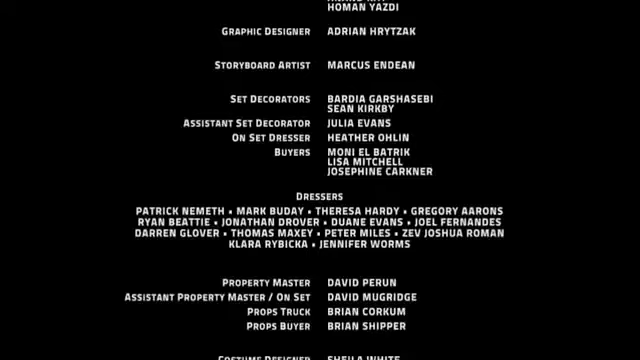 HOMAN YAZDI
GRAPHIC DESIGNER ADRIAN HRYTZAK
STORYBOARD ARTIST MARCUS ENDEAN
SET DECORATORS BARDIA GARSHASEBI
SEAN KIRKBY
ASSISTANT SET DECORATOR JULIA EVANS
ON SET DRESSER HEATHER OHLIN
BUYERS MONI EL BATRIK
LISA MITCHELL
JOSEPHINE CARKNER
DRESSERS
PATRICK NEMETH • MARK BUDAY • THERESA HARDY • GREGORY AARONS
RYAN BEATTIE • JONATHAN DROVER • DUANE EVANS • JOEL FERNANDES
DARREN GLOVER • THOMAS MAXEY • PETER MILES • ZEV JOSHUA ROMAN
KLARA RYBICKA • JENNIFER WORMS
PROPERTY MASTER DAVID PERUN
ASSISTANT PROPERTY MASTER / ON SET DAVID MUGRIDGE
PROPS TRUCK BRIAN CORKUM
PROPS BUYER BRIAN SHIPPER
COSTUME DESIGNER SHEILA WHITE